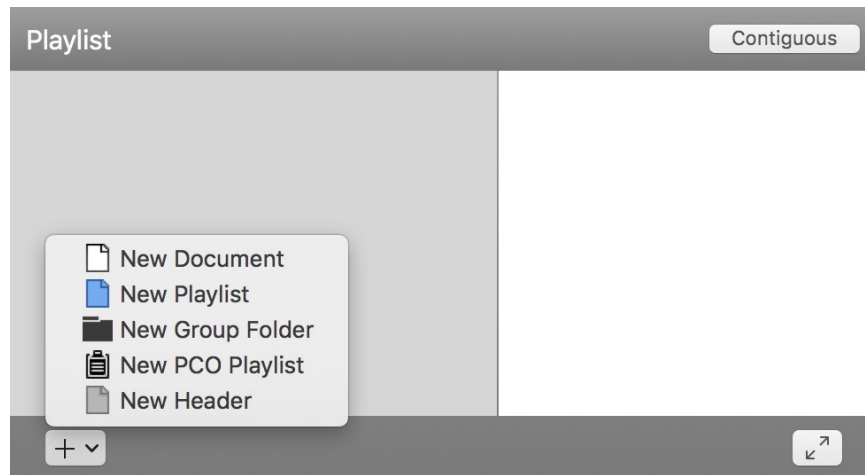 Playlist
Contiguous
New Document
New Playlist
New Group Folder
New PCO Playlist
New Header